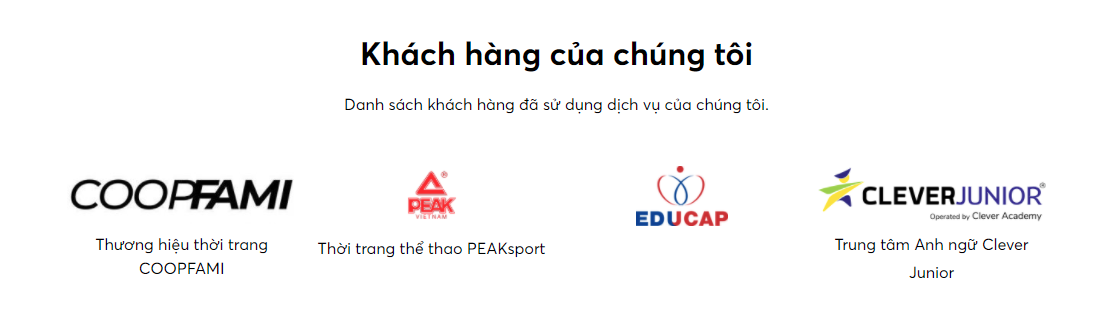 Khách hàng của chúng tôi
Danh sách khách hàng đã sử dụng dịch vụ của chúng tôi.
COOPFAMI
Thương hiệu thời trang
COOPFAMI
PEAK®
VIETNAM
Thời trang thể thao PEAKsport
EDUCAP
CLEVERJUNIOR®
Operated by Clever Academy
Trung tâm Anh ngữ Clever
Junior